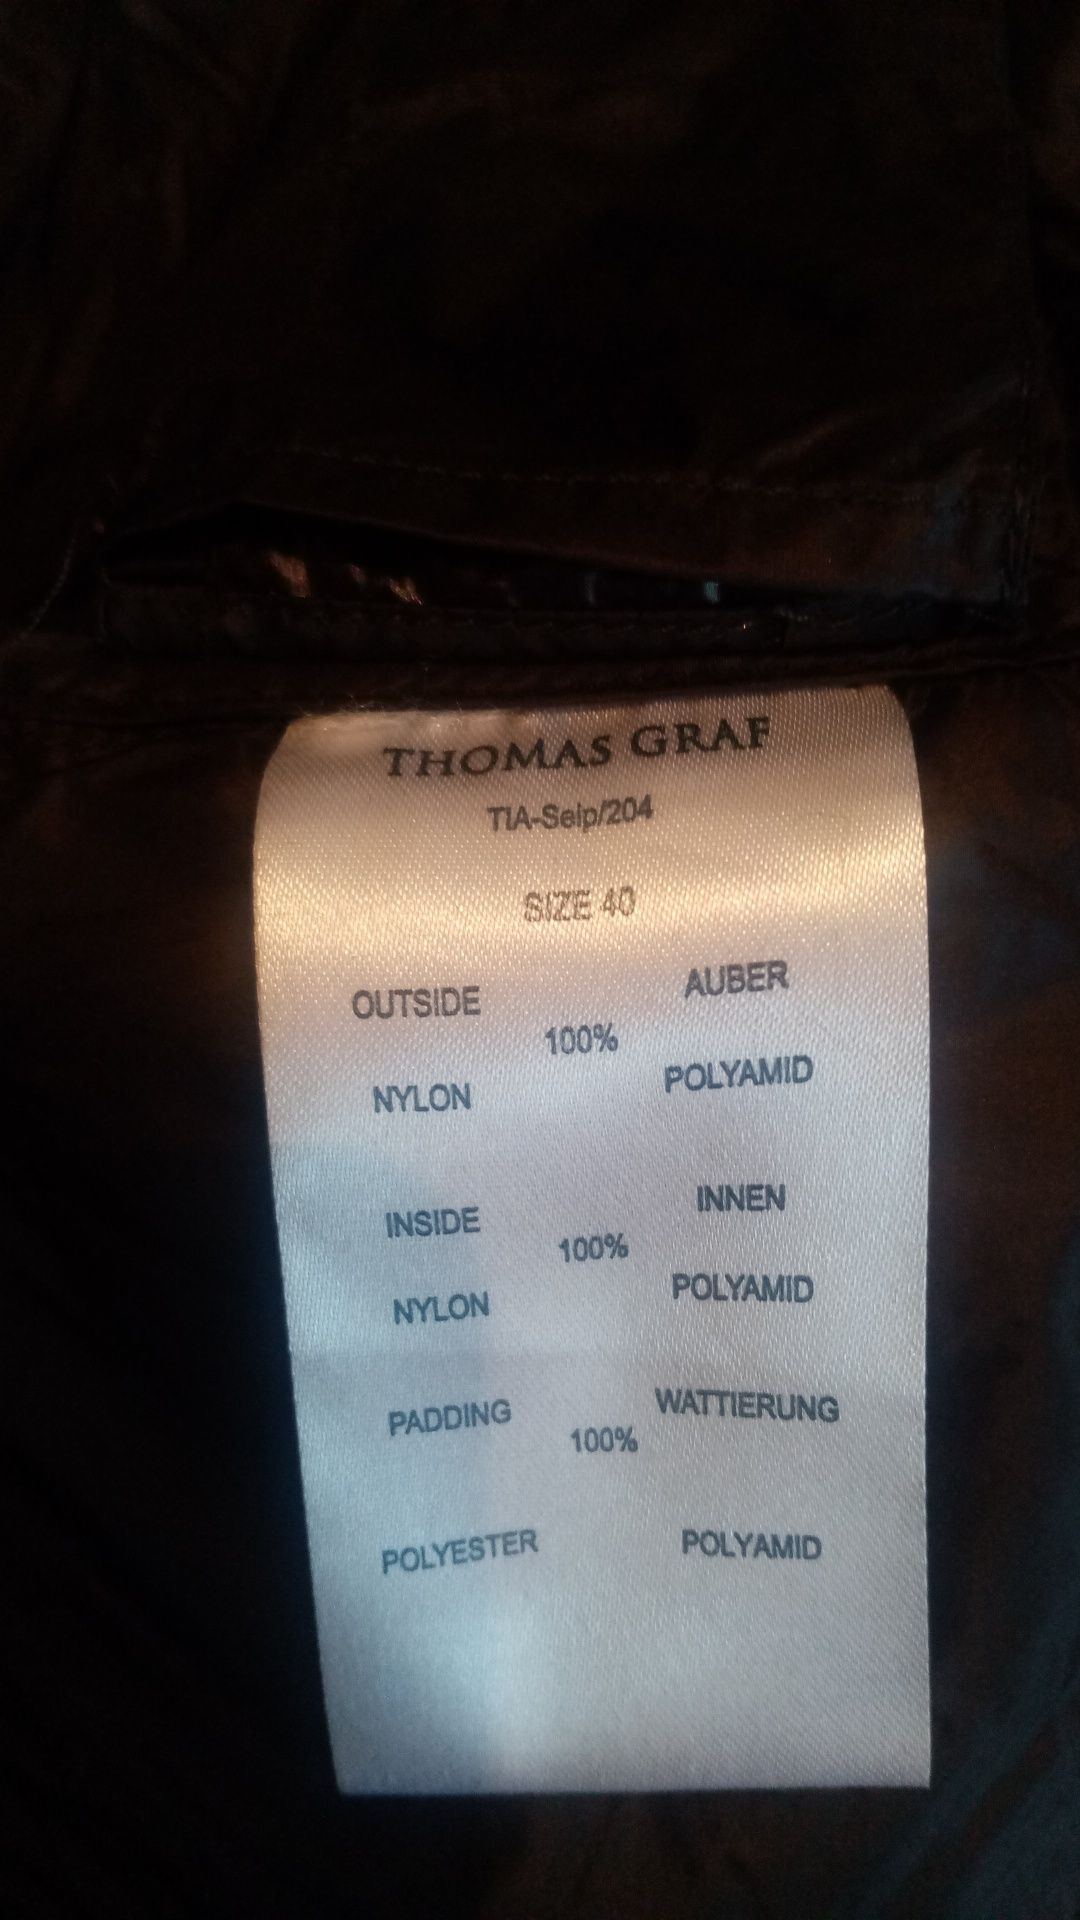 THOMAS GRAF
TIA-Seip/204
SIZE 40
OUTSIDE AUBER
100%
NYLON POLYAMID
INSIDE INNEN
100%
NYLON POLYAMID
PADDING WATTIERUNG
100%
POLYESTER POLYAMID